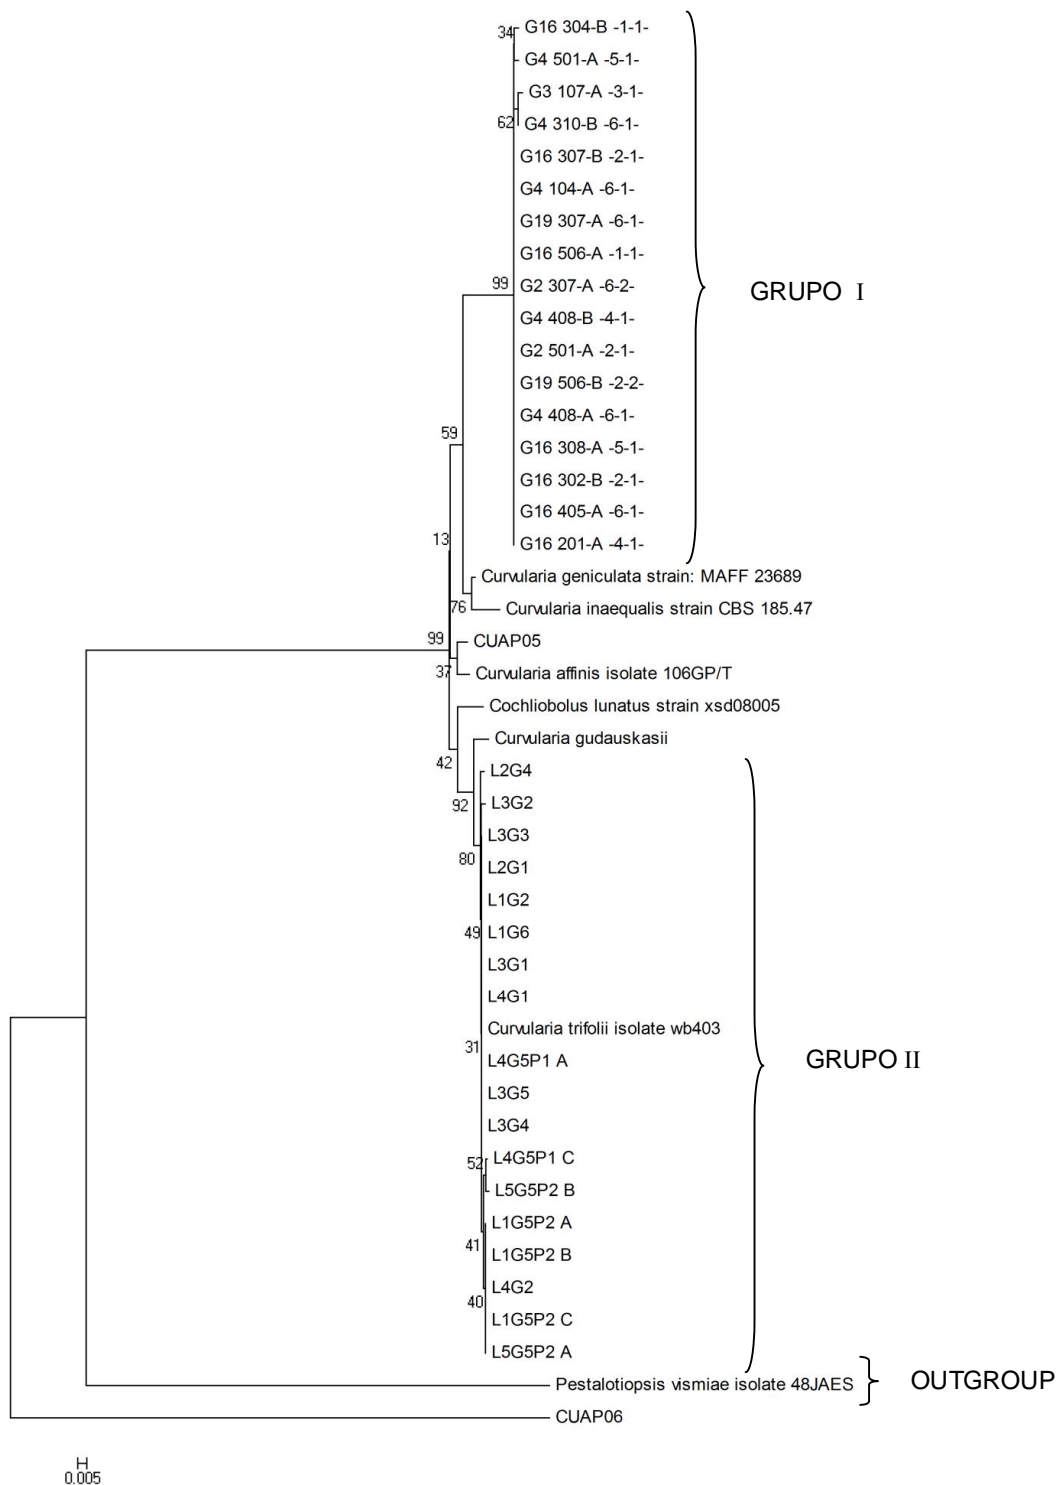 34
G16 304-B -1-1-
G4 501-A -5-1-
G3 107-A -3-1-
62
G4 310-B -6-1-
G16 307-B -2-1-
G4 104-A -6-1-
G19 307-A -6-1-
G16 506-A -1-1-
99
G2 307-A -6-2-
GRUPO I
G4 408-B -4-1-
G2 501-A -2-1-
G19 506-B -2-2-
G4 408-A -6-1-
59
G16 308-A -5-1-
G16 302-B -2-1-
G16 405-A -6-1-
13
G16 201-A -4-1-
Curvularia geniculata strain: MAFF 23689
76
Curvularia inaequalis strain CBS 185.47
99
CUAP05
37
Curvularia affinis isolate 106GP/T
Cochliobolus lunatus strain xsd08005
Curvularia gudauskasii
42
L2G4
92
L3G2
L3G3
80
L2G1
L1G2
49
L1G6
L3G1
L4G1
Curvularia trifolii isolate wb403
31
L4G5P1 A
GRUPO II
L3G5
L3G4
52
L4G5P1 C
L5G5P2 B
L1G5P2 A
41
L1G5P2 B
L4G2
40
L1G5P2 C
L5G5P2 A
Pestalotiopsis vismiae isolate 48JAES
OUTGROUP
CUAP06
0.005